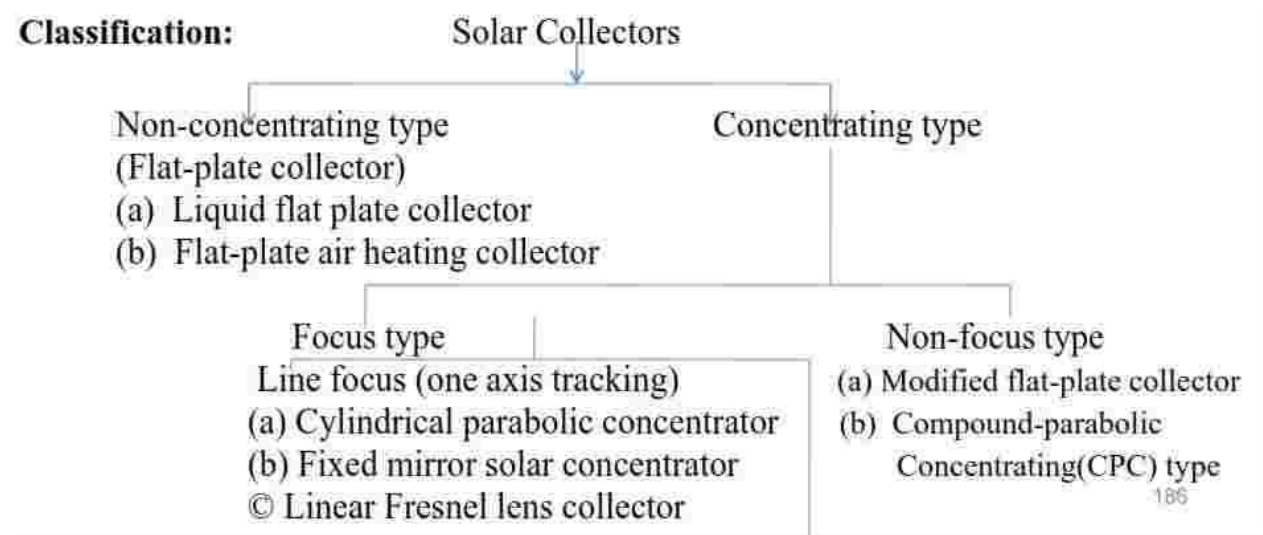 Classification: Solar Collectors
Non-concentrating type
(Flat-plate collector)
(a) Liquid flat plate collector
(b) Flat-plate air heating collector
Concentrating type
Focus type
Line focus (one axis tracking)
(a) Cylindrical parabolic concentrator
(b) Fixed mirror solar concentrator
© Linear Fresnel lens collector
Non-focus type
(a) Modified flat-plate collector
(b) Compound-parabolic
Concentrating(CPC) type
186